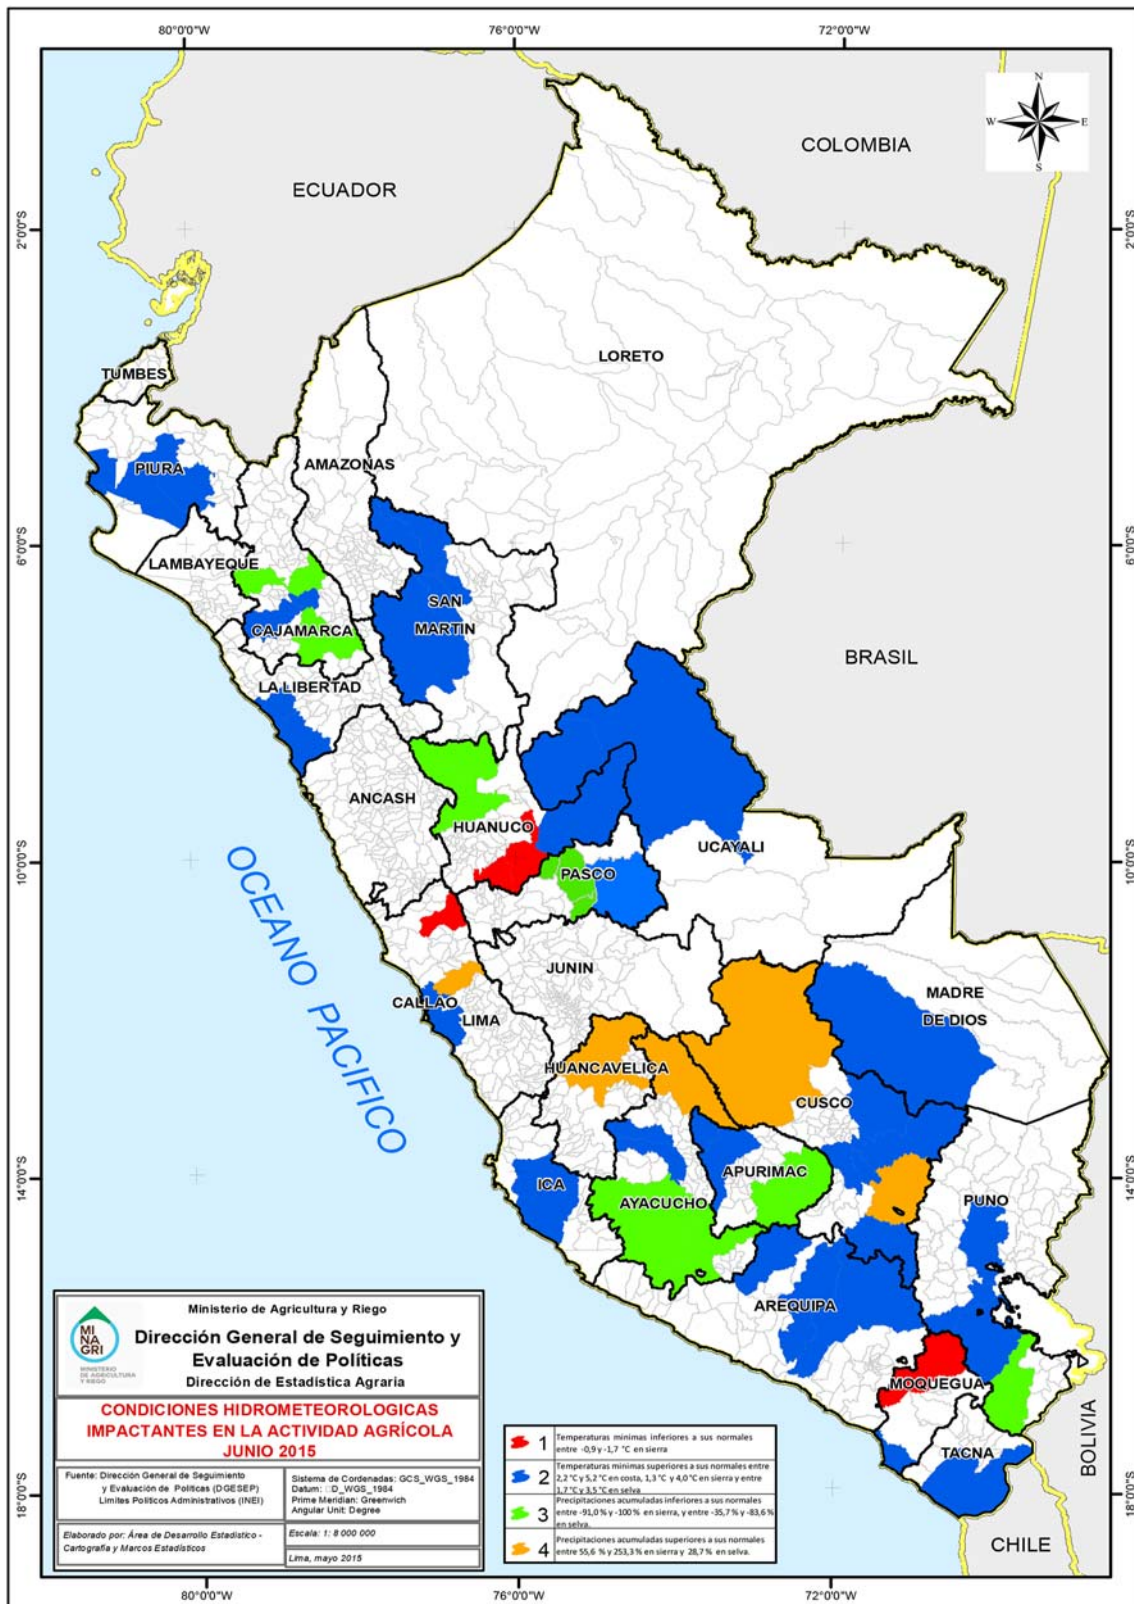 80°0'0"W
76°0'0"W
72°0'0"W
N
W
E
S
COLOMBIA
ECUADOR
2°0'0"S
2°0'0"S
LORETO
TUMBES
AMAZONAS
PIURA
6°0'0"S
6°0'0"S
LAMBAYEQUE
SAN
MARTIN
CAJAMARCA
BRASIL
LA LIBERTAD
ANCASH
HUANUCO
UCAYALI
10°0'0"S
10°0'0"S
PASCO
OCEANO PACIFICO
JUNIN
MADRE
DE DIOS
CALLAO
LIMA
HUANCAVELICA
CUSCO
14°0'0"S
14°0'0"S
APURIMAC
ICA
AYACUCHO
PUNO
AREQUIPA
MOQUEGUA
TACNA
BOLIVIA
18°0'0"S
18°0'0"S
CHILE
MI
NA
GRI
MINISTERIO
DE AGRICULTURA
Y RIEGO
Ministerio de Agricultura y Riego
Dirección General de Seguimiento y
Evaluación de Políticas
Dirección de Estadística Agraria
CONDICIONES HIDROMETEOROLOGICAS
IMPACTANTES EN LA ACTIVIDAD AGRÍCOLA
JUNIO 2015
Fuente: Dirección General de Seguimiento
y Evaluación de Politicas (DGESEP)
Limites Políticos Administrativos (INEI)
Sistema de Cordenadas: GCS_WGS_1984
Datum: D_WGS_1984
Prime Meridian: Greenwich
Angular Unit: Degree
Elaborado por: Área de Desarrollo Estadístico -
Cartografía y Marcos Estadísticos
Escala: 1: 8 000 000
Lima, mayo 2015
1 Temperaturas minimas inferiores a sus normales
entre -0,9 y -1,7 °C en sierra
2 Temperaturas minimas superiores a sus normales entre
2,2 °C y 5,2 °C en costa, 1,3 °C y 4,0 °C en sierra y entre
1,7 °C y 3,5 °C en selva
3 Precipitaciones acumuladas inferiores a sus normales
entre -91,0 % y -100 % en sierra, y entre -35,7 % y -83,6 %
en selva.
4 Precipitaciones acumuladas superiores a sus normales
entre 55,6 % y 253,3 % en sierra y 28,7 % en selva.
80°0'0"W
76°0'0"W
72°0'0"W